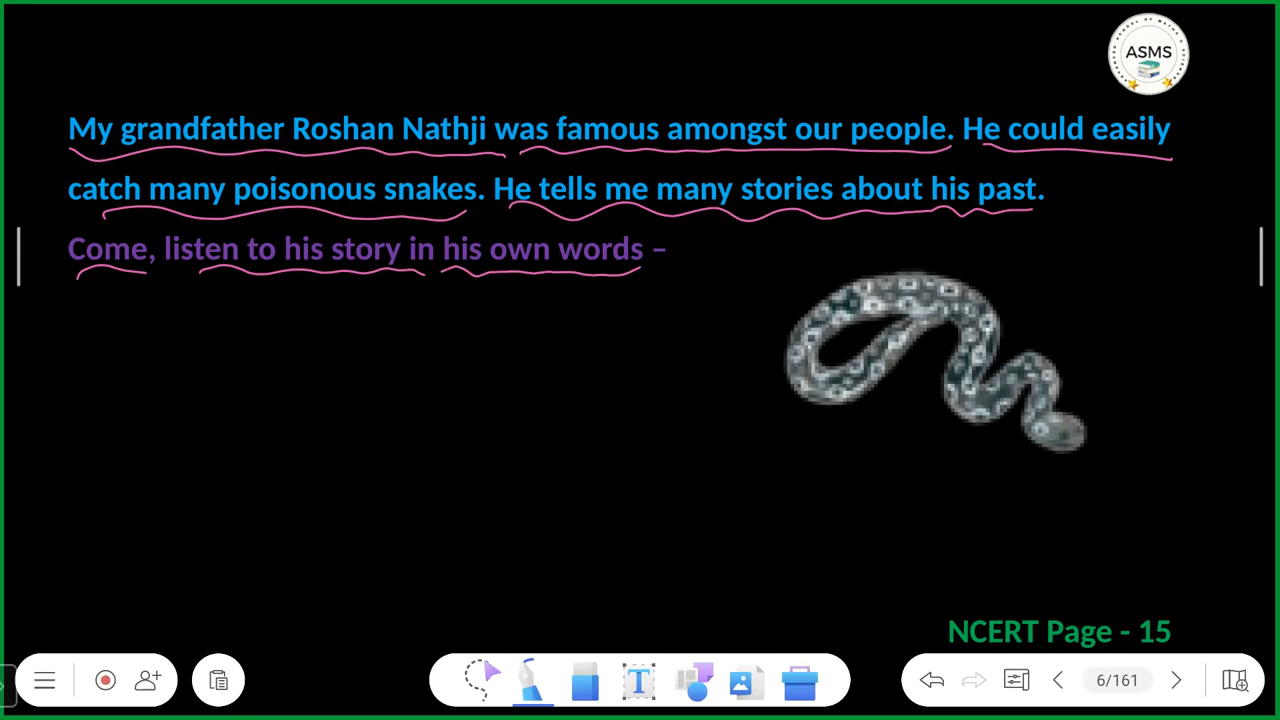 ASMS
My grandfather Roshan Nathji was famous amongst our people. He could easily
catch many poisonous snakes. He tells me many stories about his past.
Come, listen to his story in his own words –
NCERT Page - 15
6/161